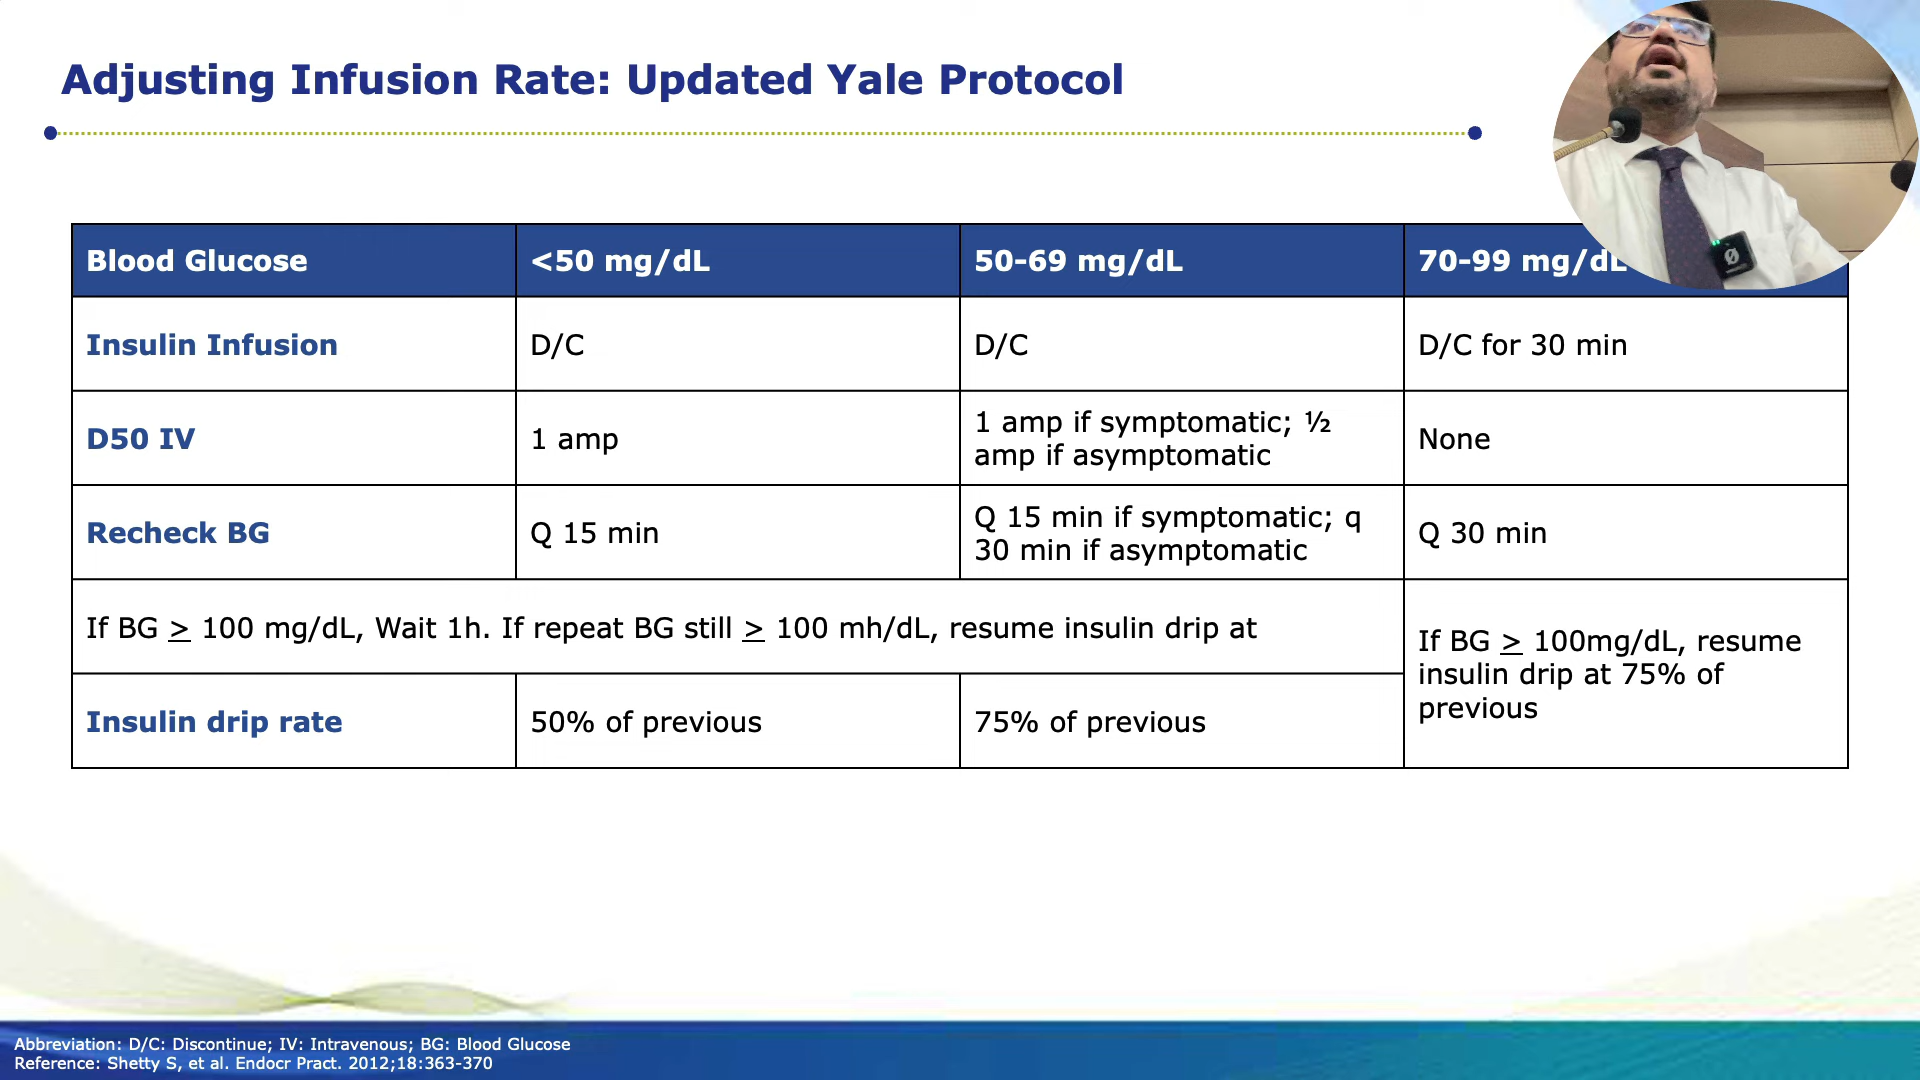 Adjusting Infusion Rate: Updated Yale Protocol
Blood Glucose
<50 mg/dL
50-69 mg/dL
70-99 mg/dL
Insulin Infusion
D/C
D/C
D/C for 30 min
D50 IV
1 amp
1 amp if symptomatic; ½
amp if asymptomatic
None
Recheck BG
Q 15 min
Q 15 min if symptomatic; q
30 min if asymptomatic
Q 30 min
If BG ≥ 100 mg/dL, Wait 1h. If repeat BG still ≥ 100 mh/dL, resume insulin drip at
If BG ≥ 100mg/dL, resume
insulin drip at 75% of
previous
Insulin drip rate
50% of previous
75% of previous
Abbreviation: D/C: Discontinue; IV: Intravenous; BG: Blood Glucose
Reference: Shetty S, et al. Endocr Pract. 2012;18:363-370